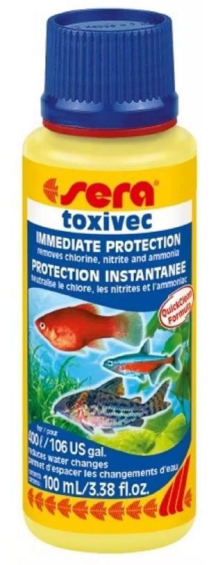 sera
toxivec
IMMEDIATE PROTECTION
removes chlorine, nitrite and ammonia
PROTECTION INSTANTANÉE
neutralise le chlore, les nitrites et l'ammoniac
QuickClean
Formula
for / pour
400 l / 106 US gal.
reduces water changes
permet d'espacer les changements d'eau
100 mL/3.38 fl.oz.